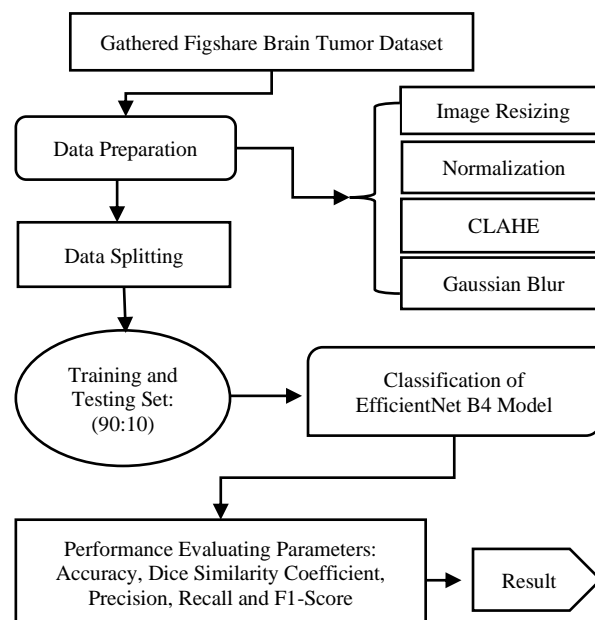 Gathered Figshare Brain Tumor Dataset
Data Preparation
Image Resizing
Normalization
CLAHE
Gaussian Blur
Data Splitting
Training and
Testing Set:
(90:10)
Classification of
EfficientNet B4 Model
Performance Evaluating Parameters:
Accuracy, Dice Similarity Coefficient,
Precision, Recall and F1-Score
Result